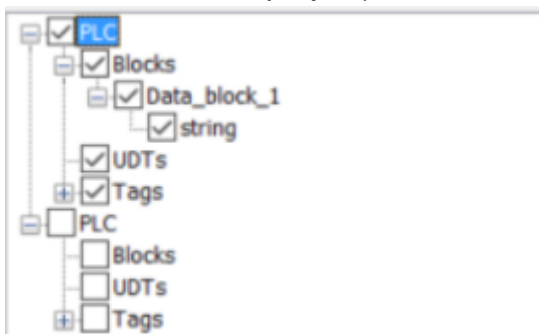 PLC
Blocks
Data_block_1
string
UDTs
Tags
PLC
Blocks
UDTs
Tags